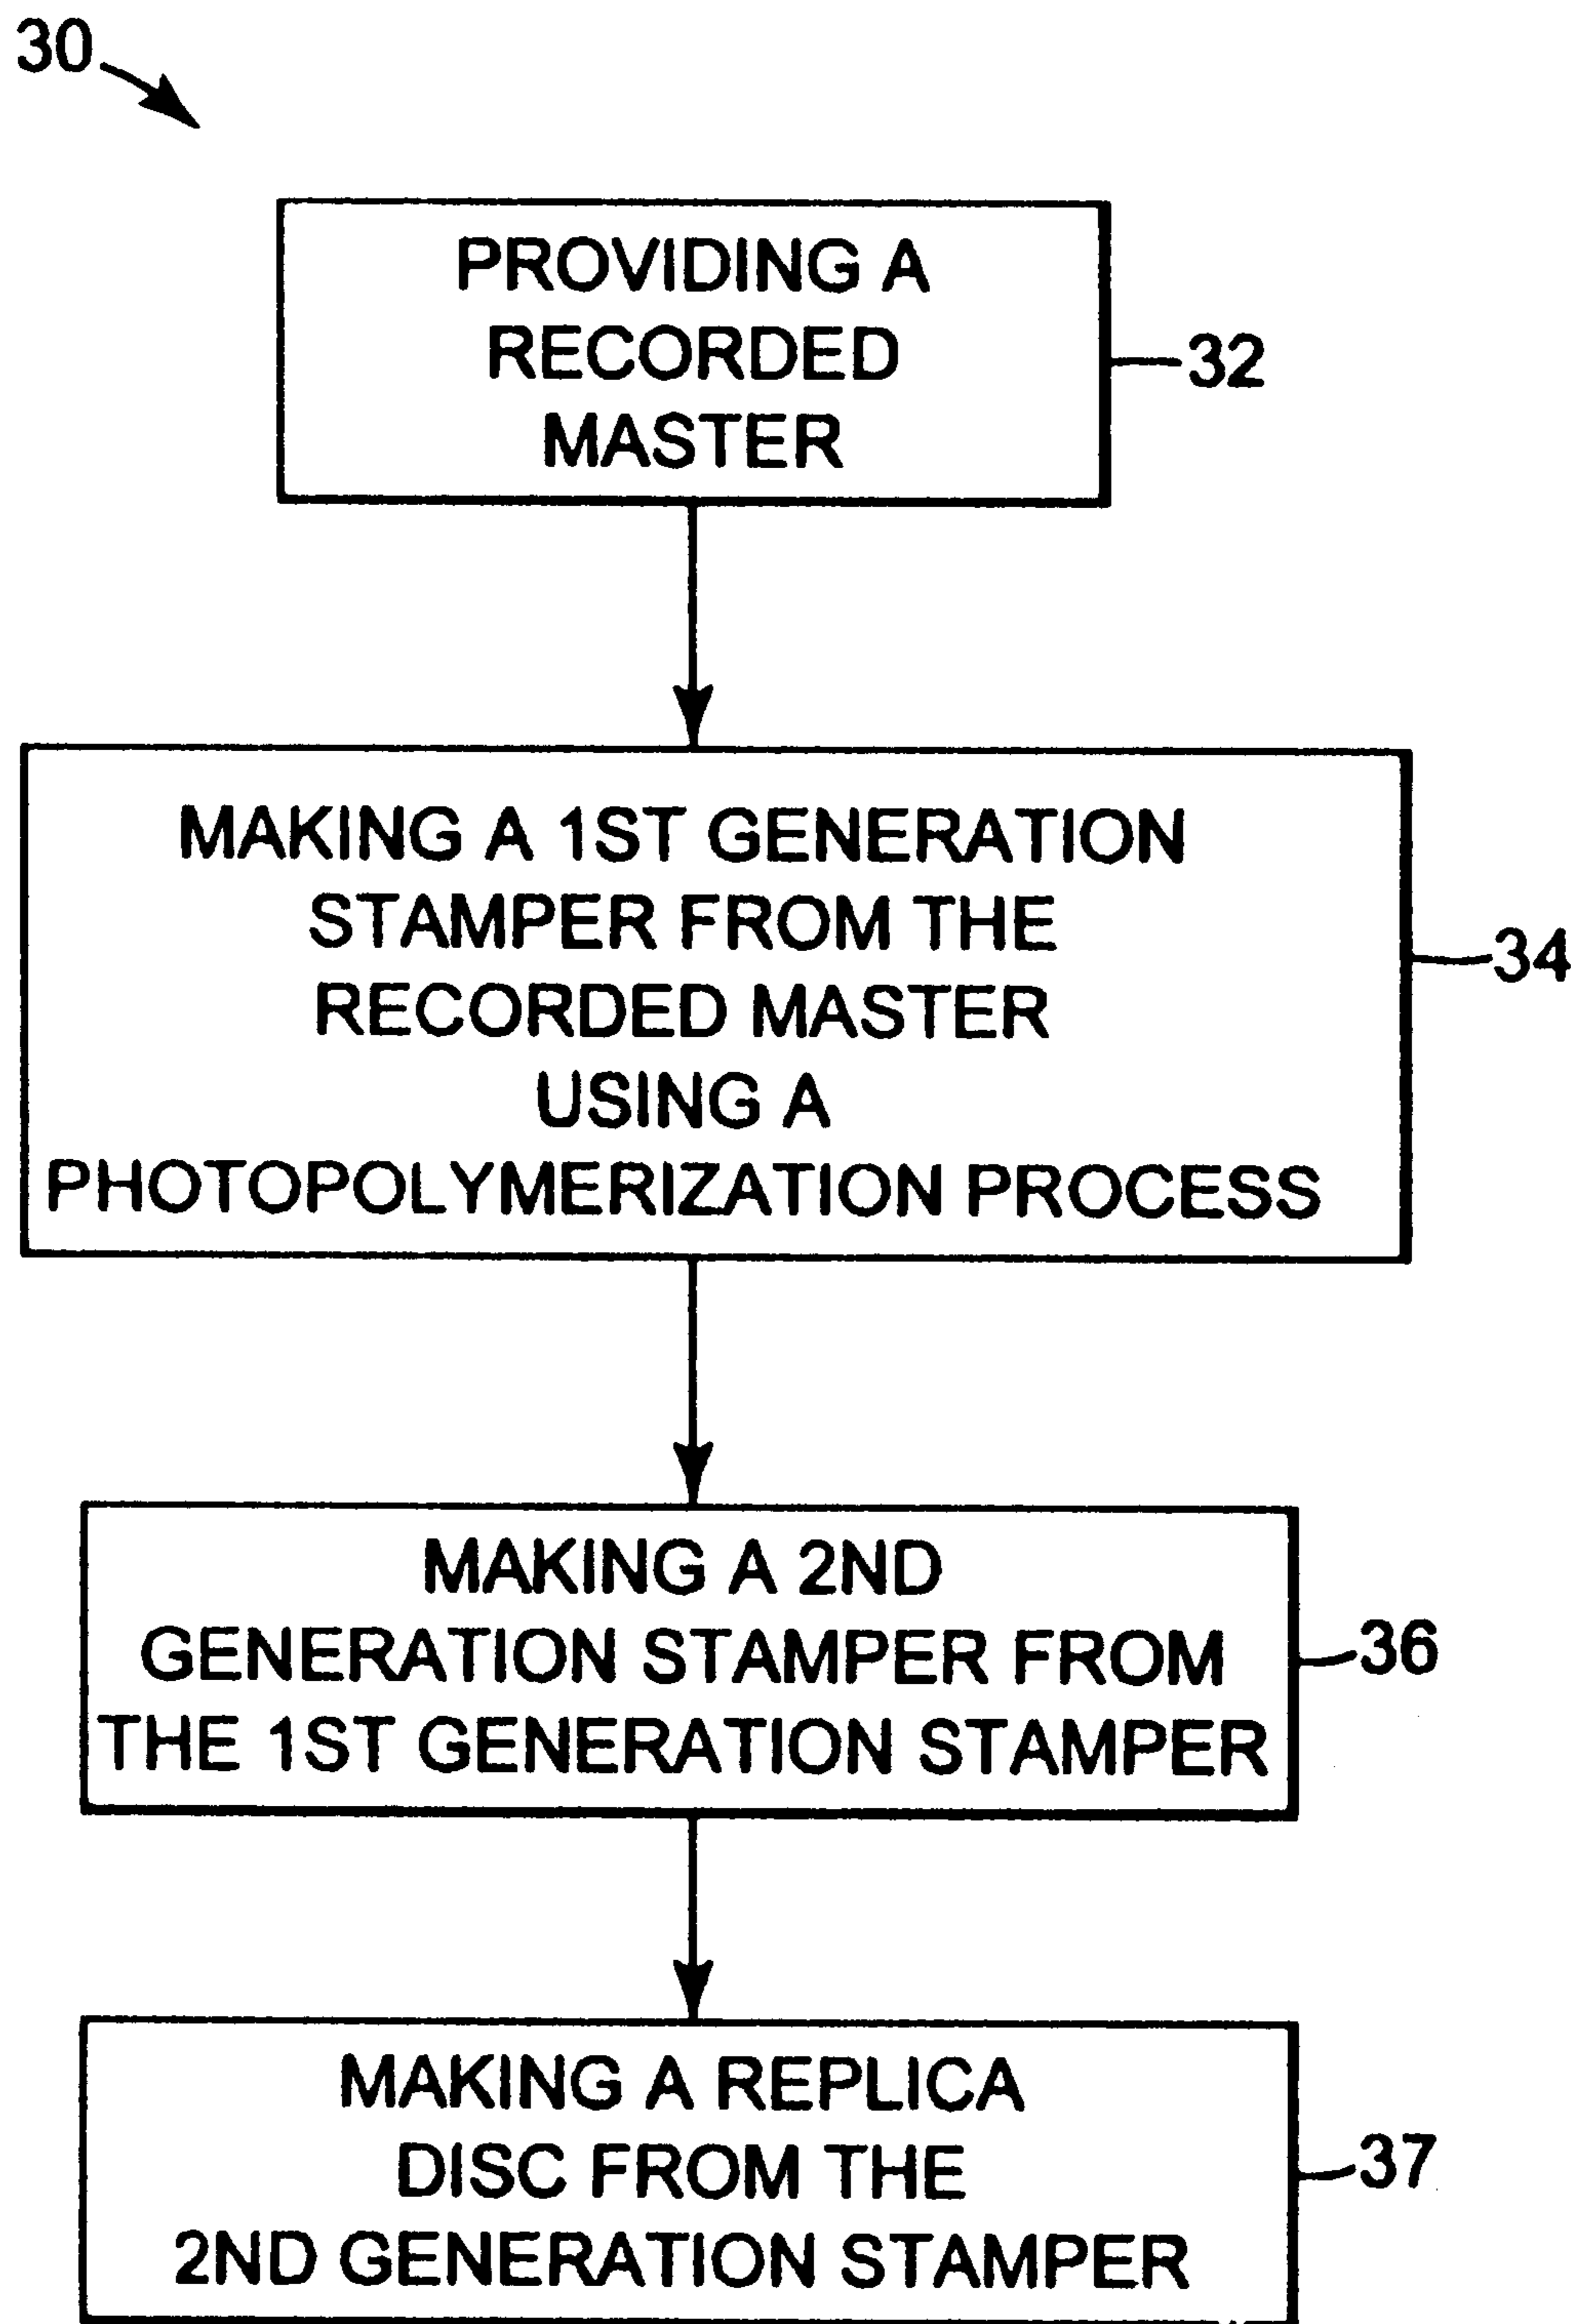 30
PROVIDING A
RECORDED
MASTER
32
MAKING A 1ST GENERATION
STAMPER FROM THE
RECORDED MASTER
USING A
PHOTOPOLYMERIZATION PROCESS
34
MAKING A 2ND
GENERATION STAMPER FROM
THE 1ST GENERATION STAMPER
36
MAKING A REPLICA
DISC FROM THE
2ND GENERATION STAMPER
37